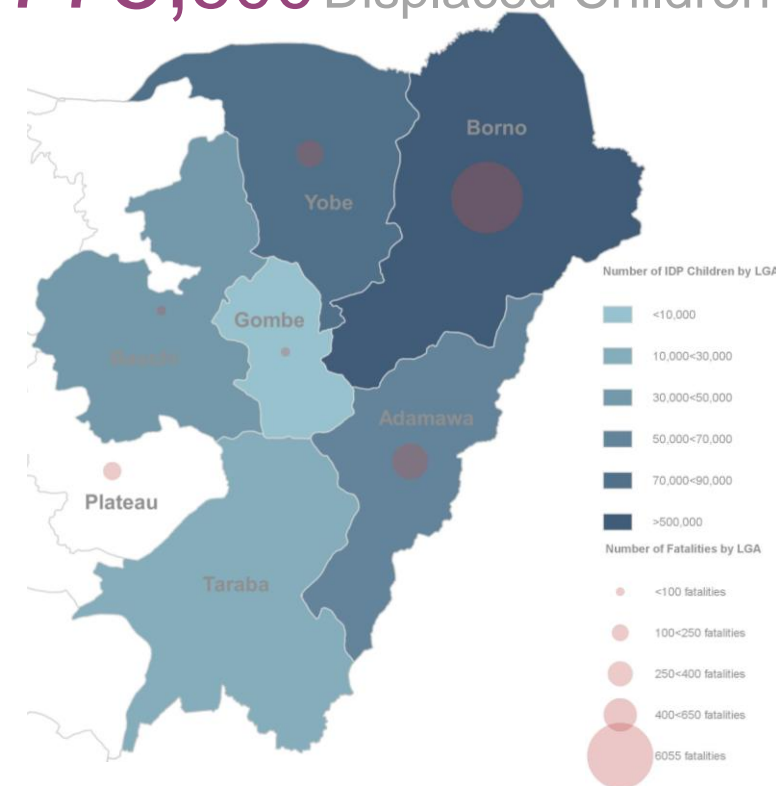 Displaced Children
Borno
Yobe
Gombe
Adamawa
Plateau
Taraba
Number of IDP Children by LGA
<10,000
10,000<30,000
30,000<50,000
50,000<70,000
70,000<90,000
>500,000
Number of Fatalities by LGA
<100 fatalities
100<250 fatalities
250<400 fatalities
400<650 fatalities
6055 fatalities